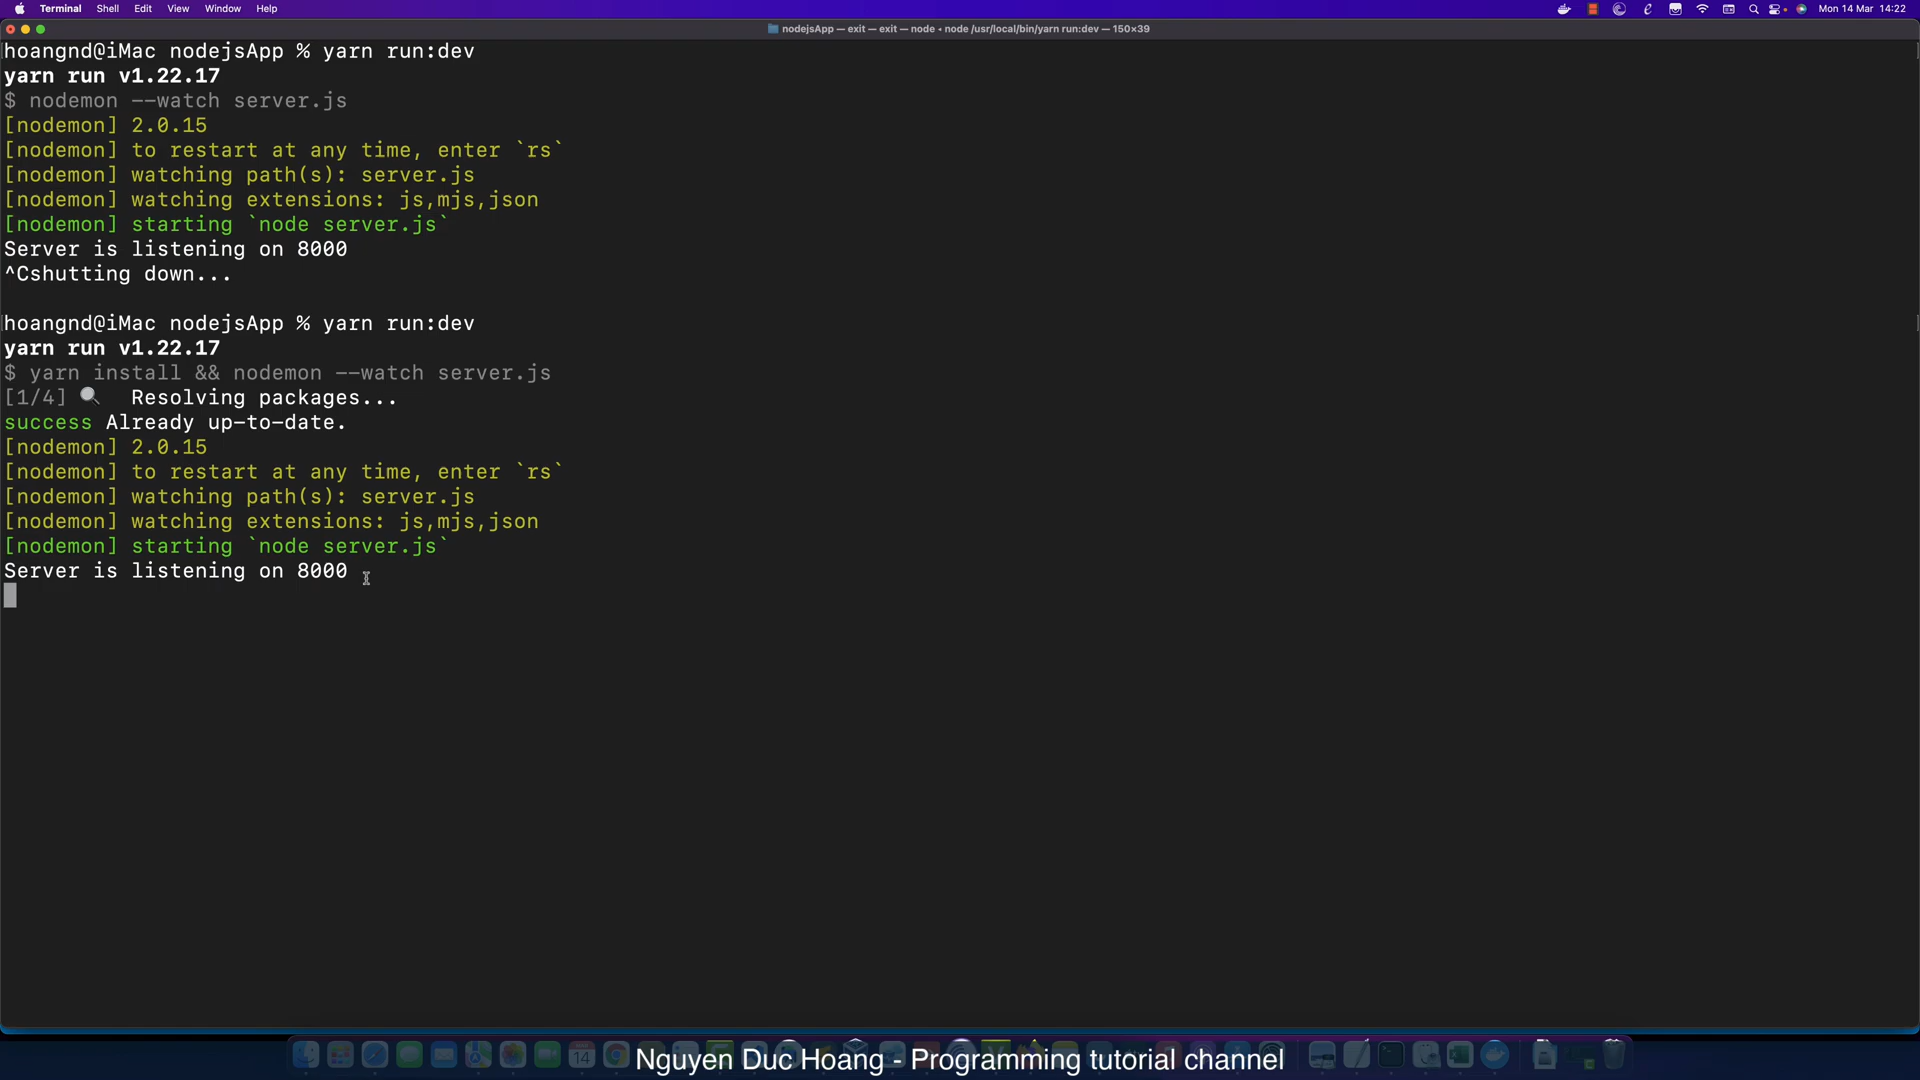 Terminal Shell Edit View Window Help Mon 14 Mar 14:22
nodejsApp — exit — exit — node • node /usr/local/bin/yarn run:dev — 150×39
hoangnd@iMac nodejsApp % yarn run:dev
yarn run v1.22.17
$ nodemon --watch server.js
[nodemon] 2.0.15
[nodemon] to restart at any time, enter `rs`
[nodemon] watching path(s): server.js
[nodemon] watching extensions: js,mjs,json
[nodemon] starting `node server.js`
Server is listening on 8000
^Cshutting down...
hoangnd@iMac nodejsApp % yarn run:dev
yarn run v1.22.17
$ yarn install && nodemon --watch server.js
[1/4] 🔍 Resolving packages...
success Already up-to-date.
[nodemon] 2.0.15
[nodemon] to restart at any time, enter `rs`
[nodemon] watching path(s): server.js
[nodemon] watching extensions: js,mjs,json
[nodemon] starting `node server.js`
Server is listening on 8000
14
Nguyen Duc Hoang - Programming tutorial channel